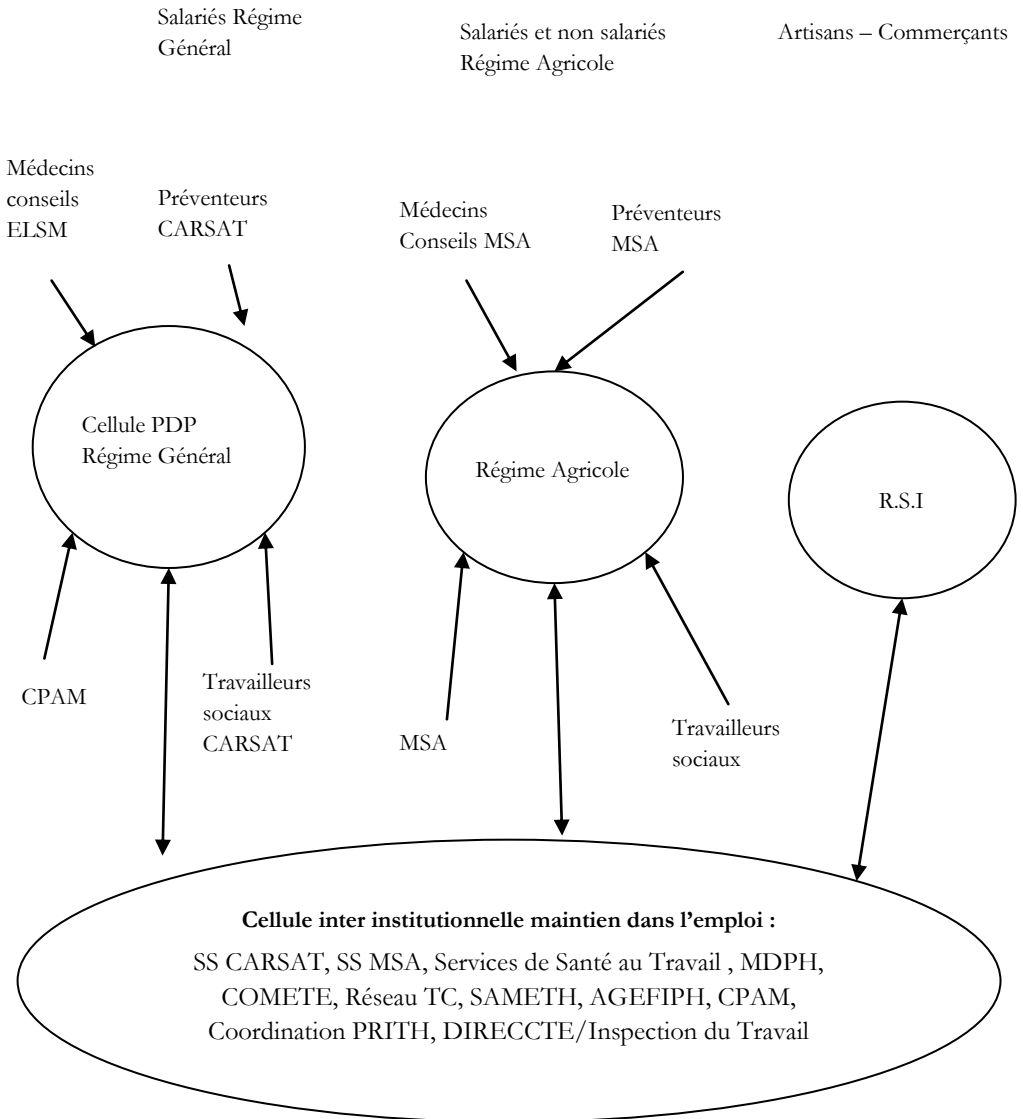 Salariés Régime
Général
Salariés et non salariés
Régime Agricole
Artisans – Commerçants
Médecins
conseils
ELSM
Préventeurs
CARSAT
Médecins
Conseils MSA
Préventeurs
MSA
Cellule PDP
Régime Général
Régime Agricole
R.S.I
CPAM
Travailleurs
sociaux
CARSAT
MSA
Travailleurs
sociaux
Cellule inter institutionnelle maintien dans l’emploi :
SS CARSAT, SS MSA, Services de Santé au Travail , MDPH,
COMETE, Réseau TC, SAMETH, AGEFIPH, CPAM,
Coordination PRITH, DIRECCTE/Inspection du Travail